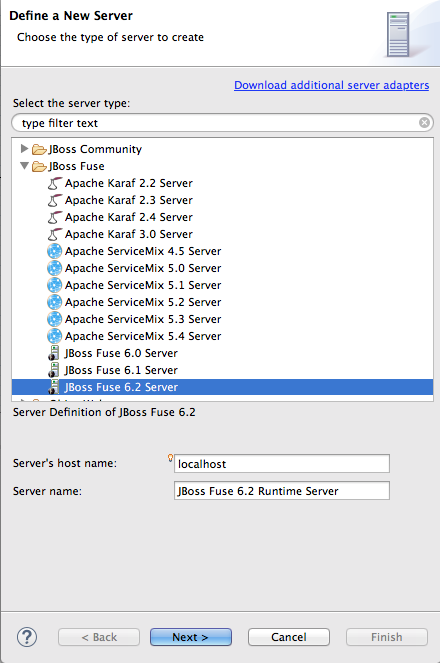 Define a New Server
Choose the type of server to create
Download additional server adapters
Select the server type:
type filter text
JBoss Community
JBoss Fuse
Apache Karaf 2.2 Server
Apache Karaf 2.3 Server
Apache Karaf 2.4 Server
Apache Karaf 3.0 Server
Apache ServiceMix 4.5 Server
Apache ServiceMix 5.0 Server
Apache ServiceMix 5.1 Server
Apache ServiceMix 5.2 Server
Apache ServiceMix 5.3 Server
Apache ServiceMix 5.4 Server
JBoss Fuse 6.0 Server
JBoss Fuse 6.1 Server
JBoss Fuse 6.2 Server
Server Definition of JBoss Fuse 6.2
Server's host name: localhost
Server name: JBoss Fuse 6.2 Runtime Server
? < Back Next > Cancel Finish